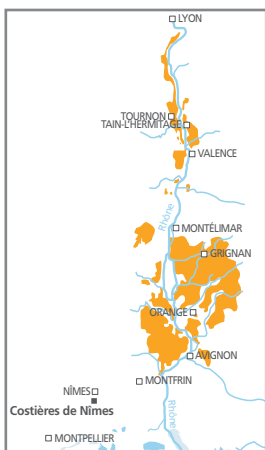 LYON
TOURNON
TAIN-L'HERMITAGE
VALENCE
Rhône
MONTÉLIMAR
GRIGNAN
ORANGE
AVIGNON
MONTFRIN
NÎMES
Costières de Nîmes
Rhône
MONTPELLIER